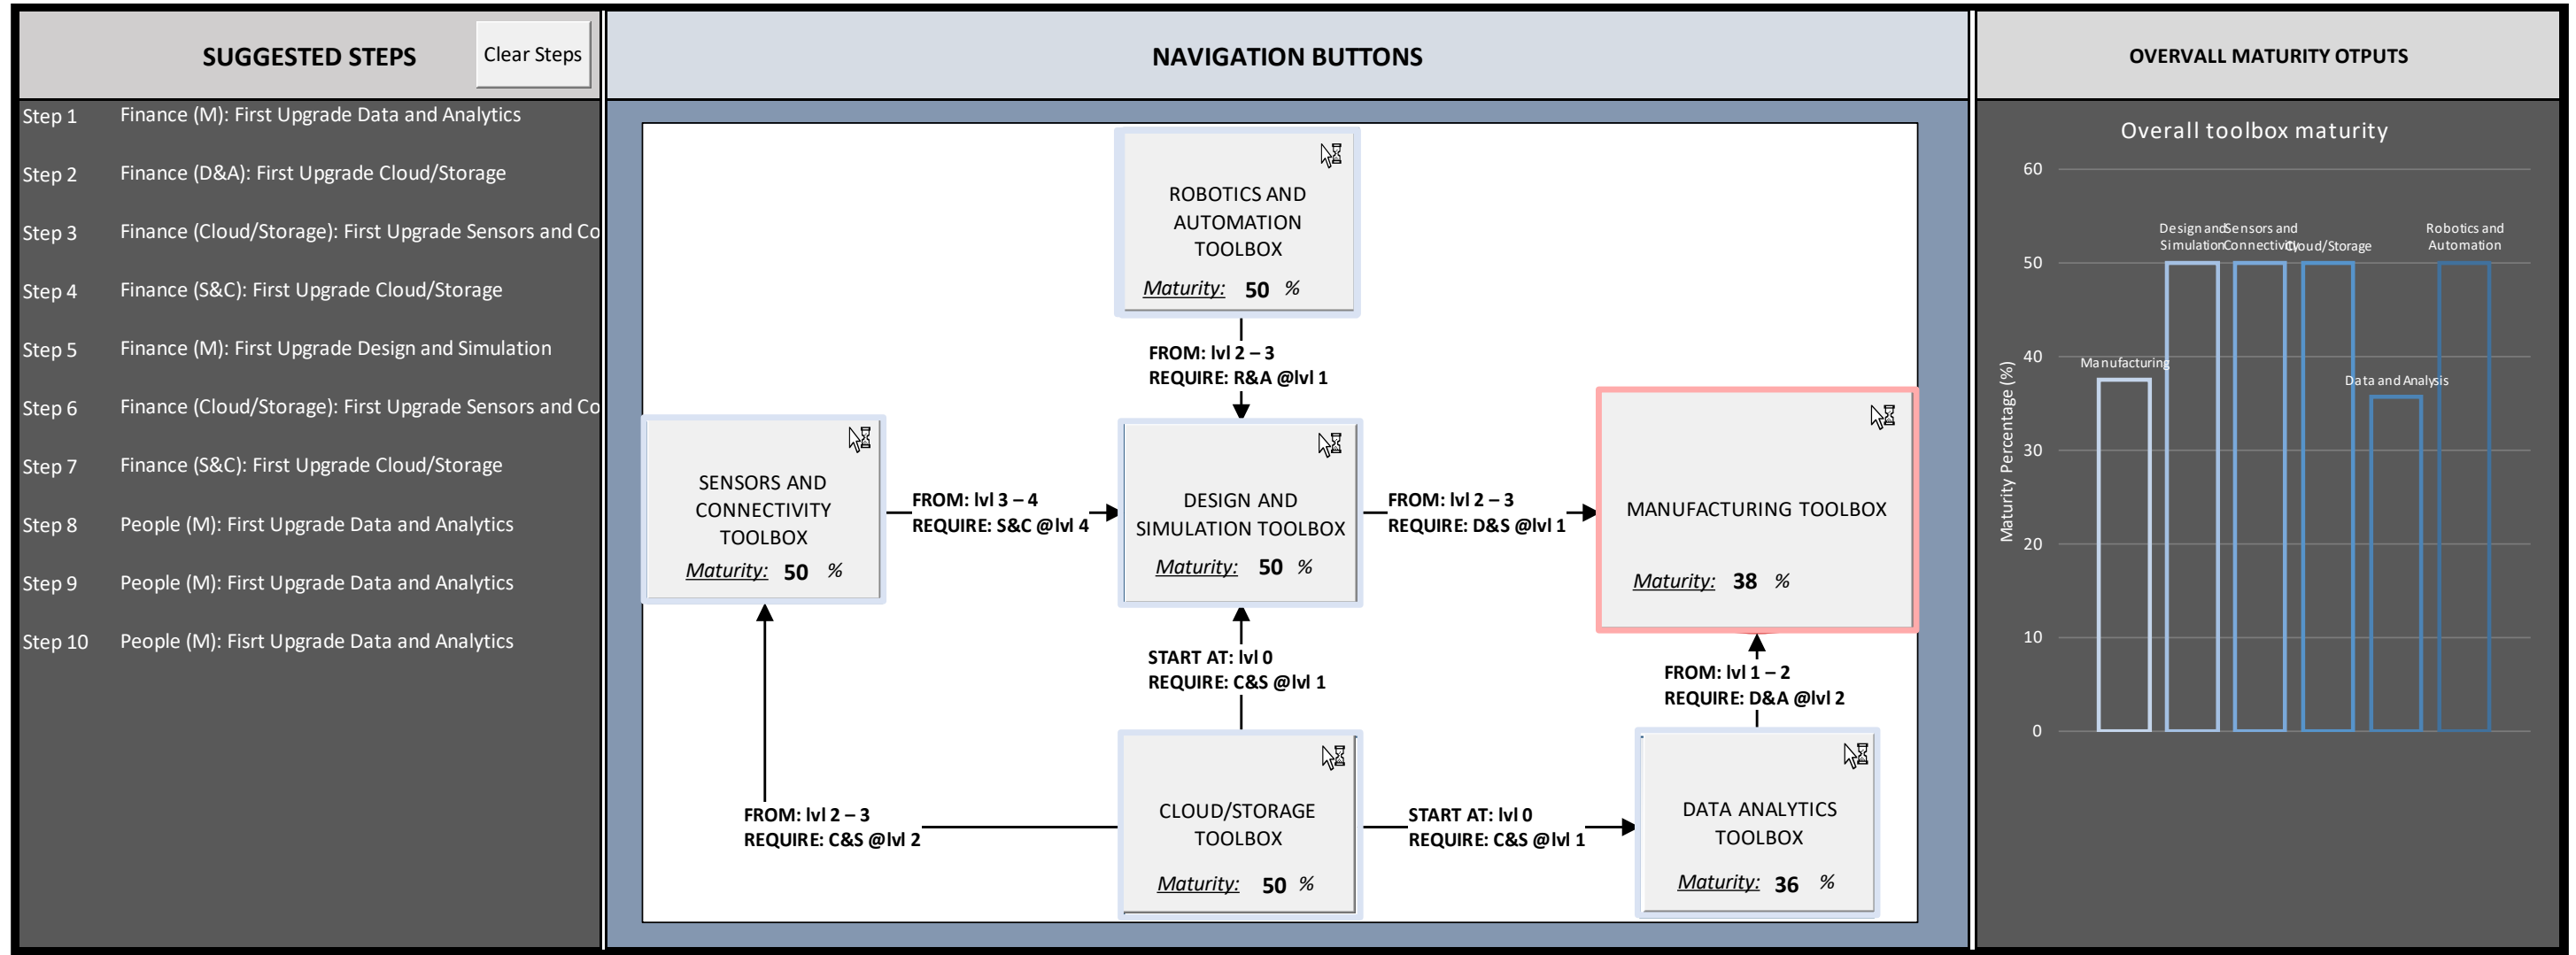 SUGGESTED STEPS
Clear Steps
Step 1 Finance (M): First Upgrade Data and Analytics
Step 2 Finance (D&A): First Upgrade Cloud/Storage
Step 3 Finance (Cloud/Storage): First Upgrade Sensors and Co
Step 4 Finance (S&C): First Upgrade Cloud/Storage
Step 5 Finance (M): First Upgrade Design and Simulation
Step 6 Finance (Cloud/Storage): First Upgrade Sensors and Co
Step 7 Finance (S&C): First Upgrade Cloud/Storage
Step 8 People (M): First Upgrade Data and Analytics
Step 9 People (M): First Upgrade Data and Analytics
Step 10 People (M): Fisrt Upgrade Data and Analytics
NAVIGATION BUTTONS
ROBOTICS AND
AUTOMATION
TOOLBOX
Maturity: 50 %
FROM: lvl 2 – 3
REQUIRE: R&A @lvl 1
SENSORS AND
CONNECTIVITY
TOOLBOX
Maturity: 50 %
FROM: lvl 3 – 4
REQUIRE: S&C @lvl 4
DESIGN AND
SIMULATION TOOLBOX
Maturity: 50 %
FROM: lvl 2 – 3
REQUIRE: D&S @lvl 1
MANUFACTURING TOOLBOX
Maturity: 38 %
START AT: lvl 0
REQUIRE: C&S @lvl 1
FROM: lvl 1 – 2
REQUIRE: D&A @lvl 2
FROM: lvl 2 – 3
REQUIRE: C&S @lvl 2
CLOUD/STORAGE
TOOLBOX
Maturity: 50 %
START AT: lvl 0
REQUIRE: C&S @lvl 1
DATA ANALYTICS
TOOLBOX
Maturity: 36 %
OVERVALL MATURITY OTPUTS
Overall toolbox maturity
Maturity Percentage (%)
60
50
40
30
20
10
0
Manufacturing
Design and
Simulation
Sensors and
Connectivity
Cloud/Storage
Data and Analysis
Robotics and
Automation